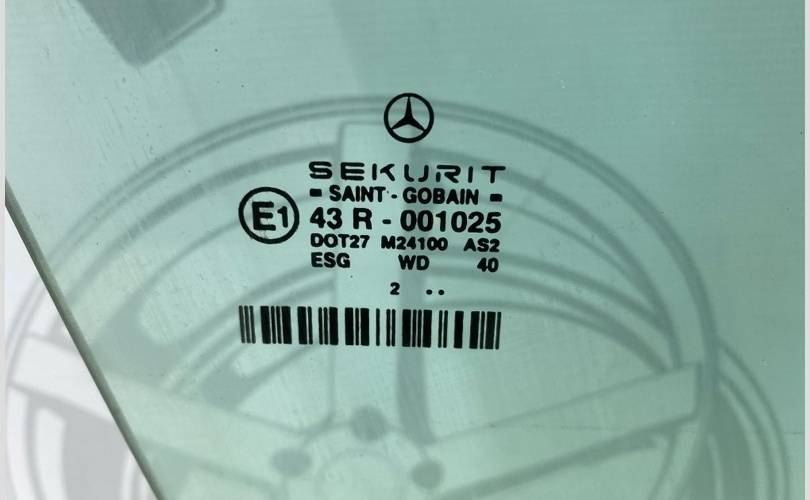 SEKURIT
- SAINT - GOBAIN -
E1
43 R - 001025
DOT27 M24100 AS2
ESG WD 40
2 ..